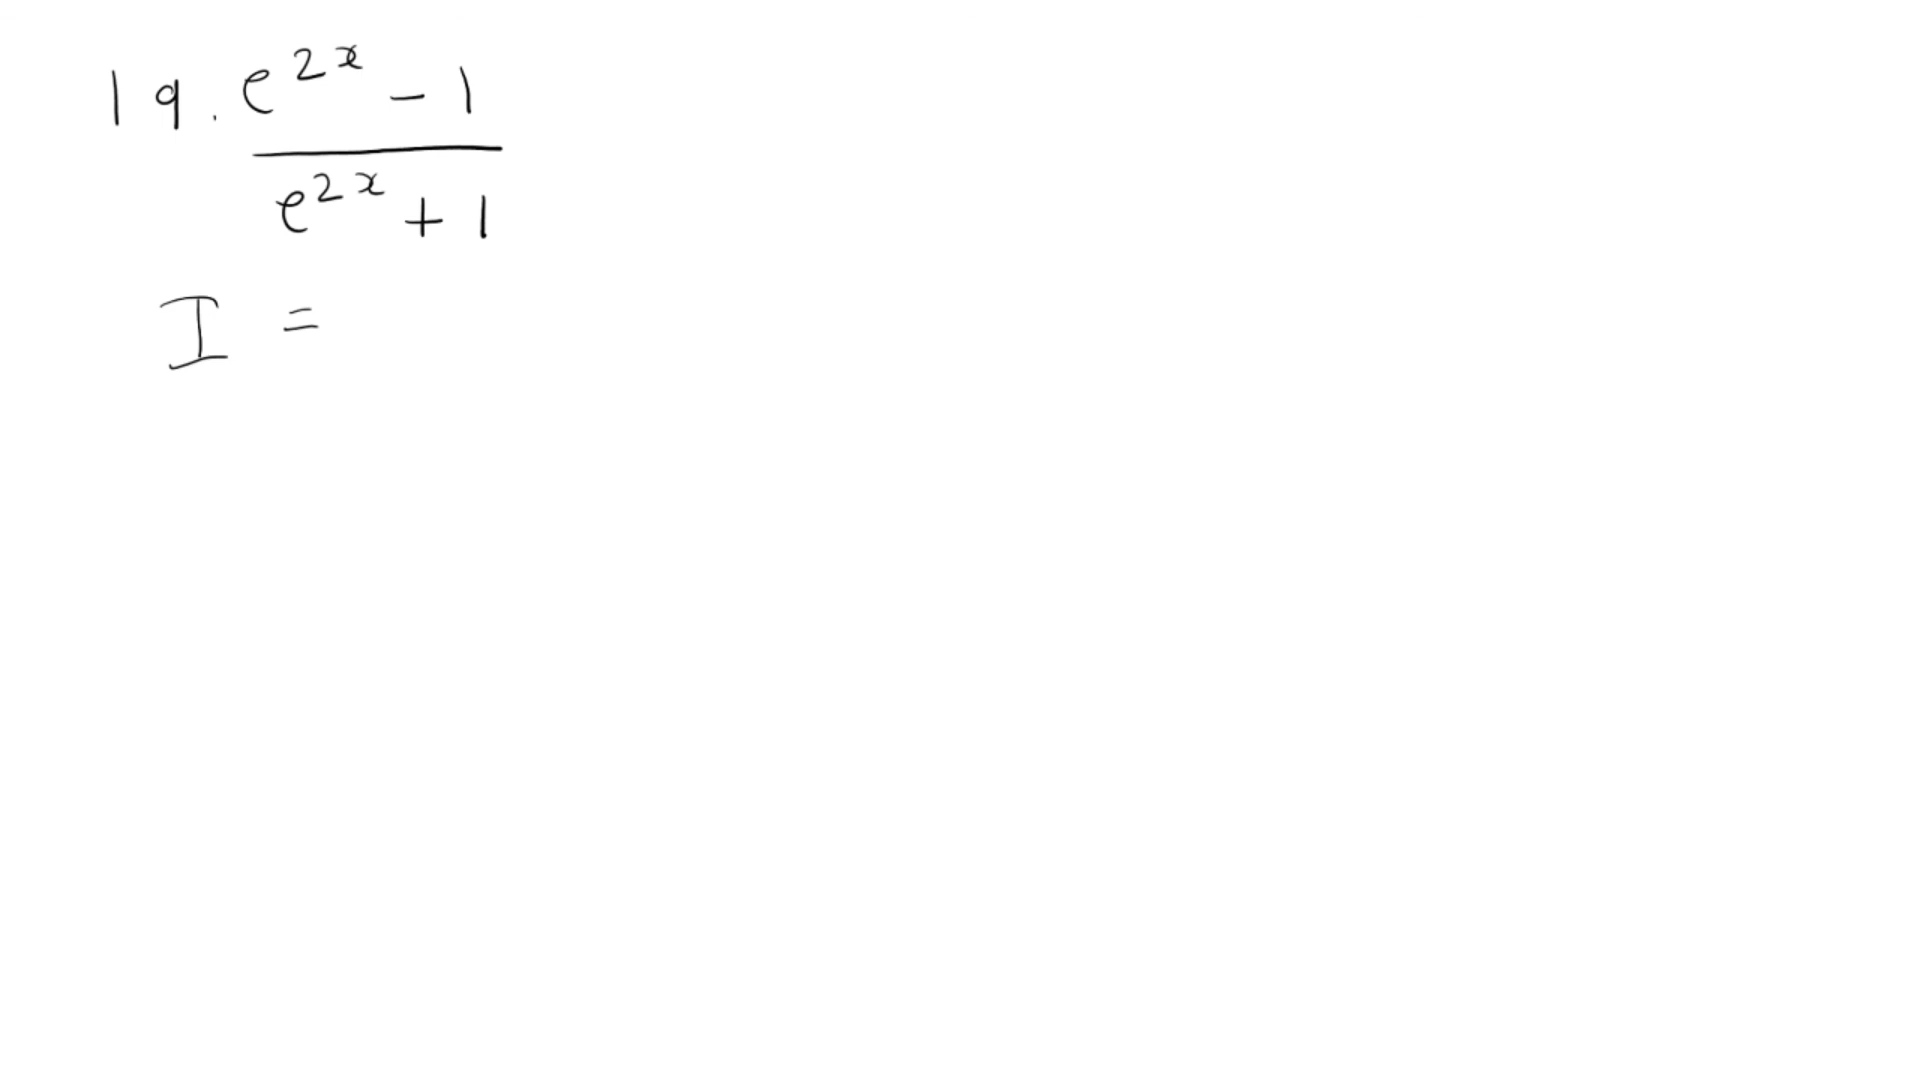 19. e^{2x} - 1
e^{2x} + 1
I =